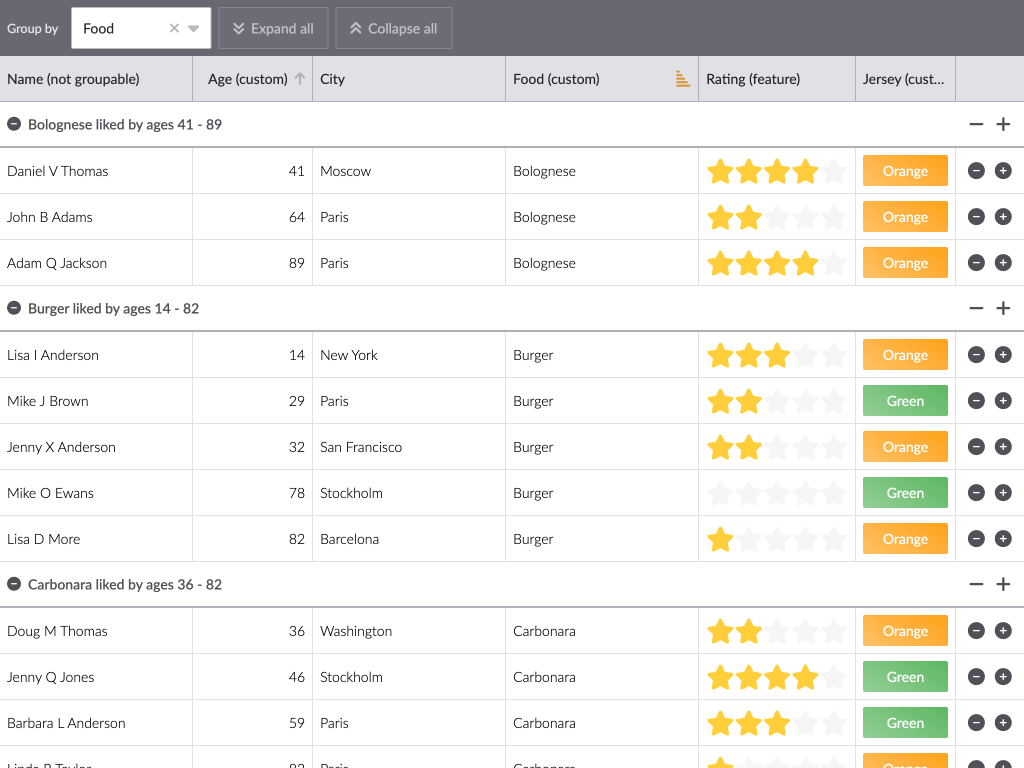 Group by Food Expand all Collapse all
Name (not groupable) Age (custom) City Food (custom) Rating (feature) Jersey (cust...
Bolognese liked by ages 41 - 89
Daniel V Thomas 41 Moscow Bolognese Orange
John B Adams 64 Paris Bolognese Orange
Adam Q Jackson 89 Paris Bolognese Orange
Burger liked by ages 14 - 82
Lisa I Anderson 14 New York Burger Orange
Mike J Brown 29 Paris Burger Green
Jenny X Anderson 32 San Francisco Burger Orange
Mike O Ewans 78 Stockholm Burger Green
Lisa D More 82 Barcelona Burger Orange
Carbonara liked by ages 36 - 82
Doug M Thomas 36 Washington Carbonara Orange
Jenny Q Jones 46 Stockholm Carbonara Green
Barbara L Anderson 59 Paris Carbonara Green
82 Paris Carbonara Orange